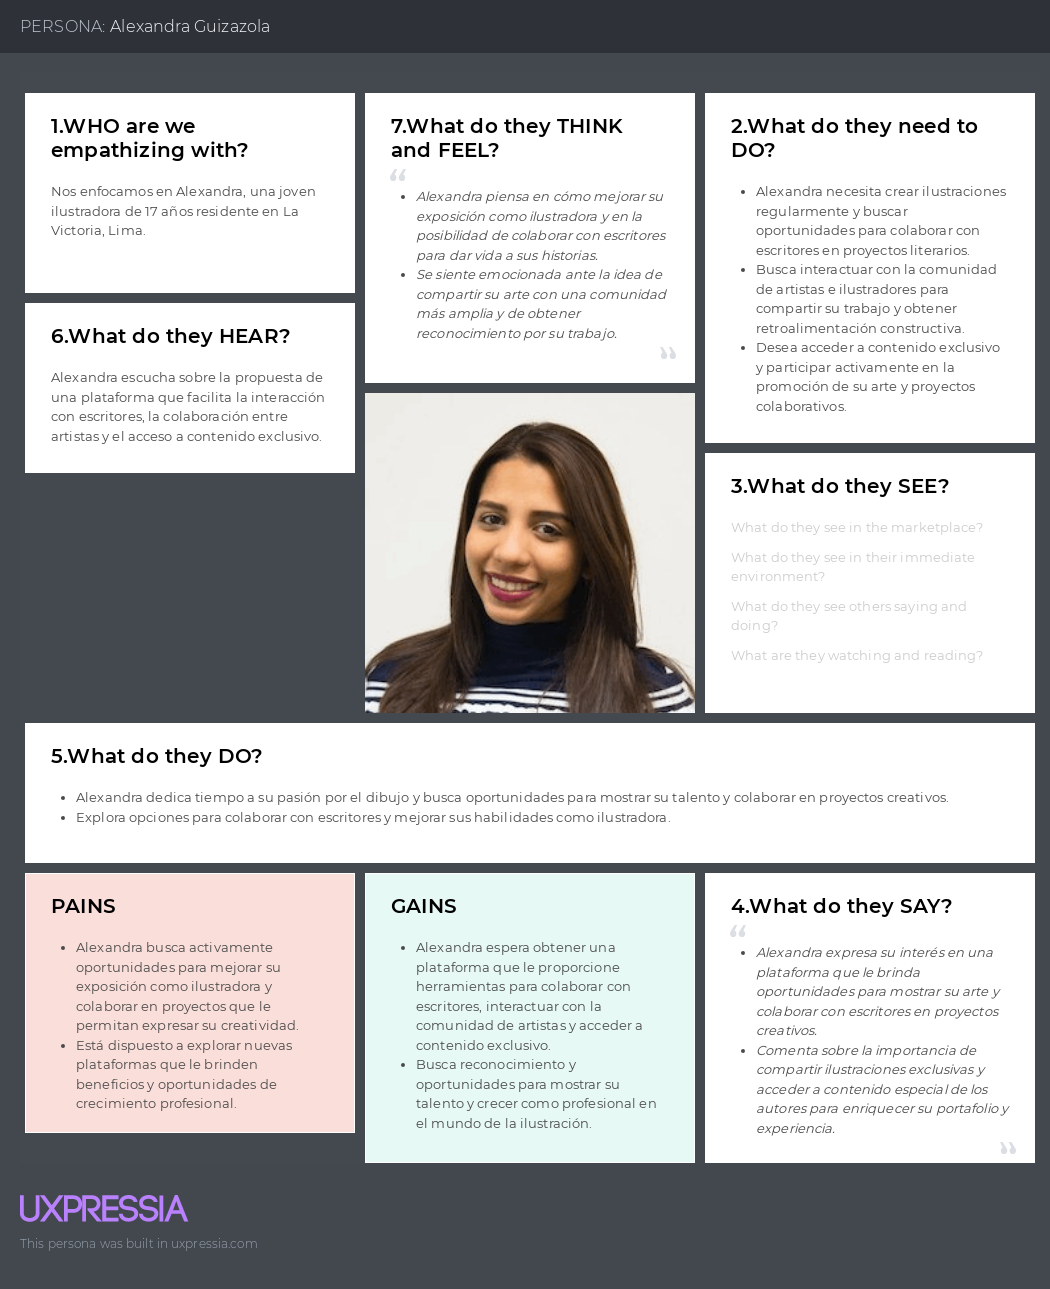 PERSONA: Alexandra Guizazola
1.WHO are we
empathizing with?
Nos enfocamos en Alexandra, una joven
ilustradora de 17 años residente en La
Victoria, Lima.
7.What do they THINK
and FEEL?
“
• Alexandra piensa en cómo mejorar su
exposición como ilustradora y en la
posibilidad de colaborar con escritores
para dar vida a sus historias.
• Se siente emocionada ante la idea de
compartir su arte con una comunidad
más amplia y de obtener
reconocimiento por su trabajo.
”
2.What do they need to
DO?
• Alexandra necesita crear ilustraciones
regularmente y buscar
oportunidades para colaborar con
escritores en proyectos literarios.
• Busca interactuar con la comunidad
de artistas e ilustradores para
compartir su trabajo y obtener
retroalimentación constructiva.
• Desea acceder a contenido exclusivo
y participar activamente en la
promoción de su arte y proyectos
colaborativos.
6.What do they HEAR?
Alexandra escucha sobre la propuesta de
una plataforma que facilita la interacción
con escritores, la colaboración entre
artistas y el acceso a contenido exclusivo.
3.What do they SEE?
What do they see in the marketplace?
What do they see in their immediate
environment?
What do they see others saying and
doing?
What are they watching and reading?
5.What do they DO?
• Alexandra dedica tiempo a su pasión por el dibujo y busca oportunidades para mostrar su talento y colaborar en proyectos creativos.
• Explora opciones para colaborar con escritores y mejorar sus habilidades como ilustradora.
PAINS
• Alexandra busca activamente
oportunidades para mejorar su
exposición como ilustradora y
colaborar en proyectos que le
permitan expresar su creatividad.
• Está dispuesto a explorar nuevas
plataformas que le brinden
beneficios y oportunidades de
crecimiento profesional.
GAINS
• Alexandra espera obtener una
plataforma que le proporcione
herramientas para colaborar con
escritores, interactuar con la
comunidad de artistas y acceder a
contenido exclusivo.
• Busca reconocimiento y
oportunidades para mostrar su
talento y crecer como profesional en
el mundo de la ilustración.
4.What do they SAY?
“
• Alexandra expresa su interés en una
plataforma que le brinda
oportunidades para mostrar su arte y
colaborar con escritores en proyectos
creativos.
• Comenta sobre la importancia de
compartir ilustraciones exclusivas y
acceder a contenido especial de los
autores para enriquecer su portafolio y
experiencia.
”
UXPRESSIA
This persona was built in uxpressia.com